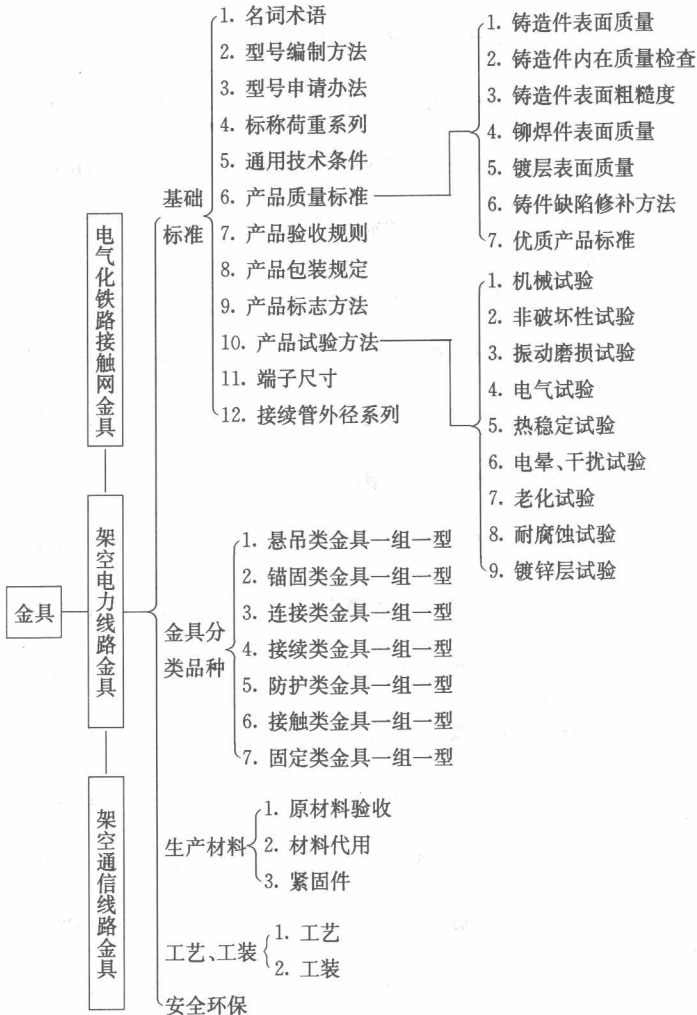 金具
电气化铁路接触网金具
架空电力线路金具
架空通信线路金具
基础
标准
1. 名词术语
2. 型号编制方法
3. 型号申请办法
4. 标称荷重系列
5. 通用技术条件
6. 产品质量标准
7. 产品验收规则
8. 产品包装规定
9. 产品标志方法
10. 产品试验方法
11. 端子尺寸
12. 接续管外径系列
1. 铸造件表面质量
2. 铸造件内在质量检查
3. 铸造件表面粗糙度
4. 铆焊件表面质量
5. 镀层表面质量
6. 铸件缺陷修补方法
7. 优质产品标准
1. 机械试验
2. 非破坏性试验
3. 振动磨损试验
4. 电气试验
5. 热稳定试验
6. 电晕、干扰试验
7. 老化试验
8. 耐腐蚀试验
9. 镀锌层试验
金具分
类品种
1. 悬吊类金具一组一型
2. 锚固类金具一组一型
3. 连接类金具一组一型
4. 接续类金具一组一型
5. 防护类金具一组一型
6. 接触类金具一组一型
7. 固定类金具一组一型
生产材料
1. 原材料验收
2. 材料代用
3. 紧固件
工艺、工装
1. 工艺
2. 工装
安全环保